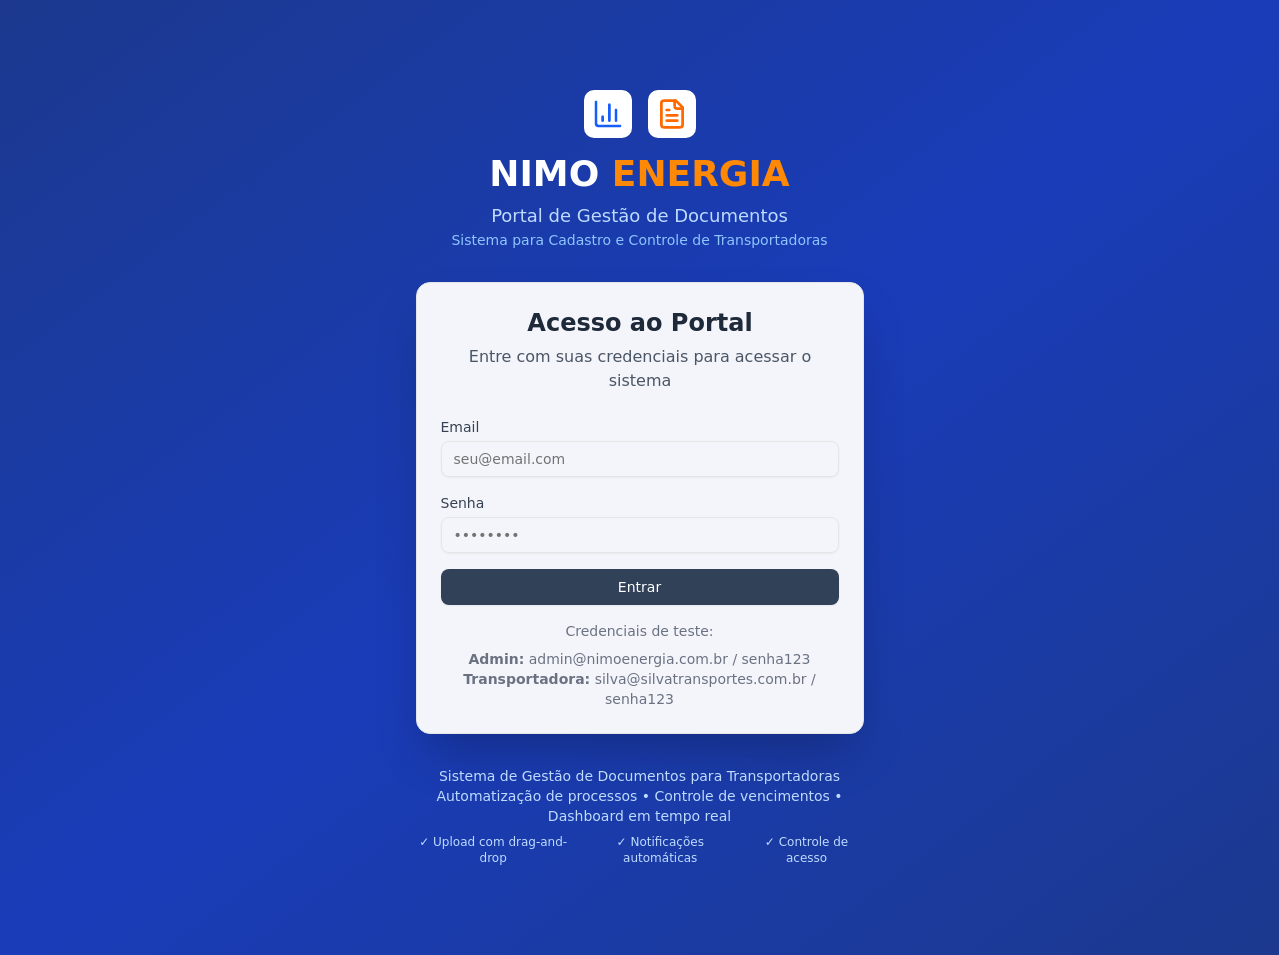 NIMO ENERGIA
Portal de Gestão de Documentos
Sistema para Cadastro e Controle de Transportadoras
Acesso ao Portal
Entre com suas credenciais para acessar o
sistema
Email
seu@email.com
Senha
••••••••
Entrar
Credenciais de teste:
Admin: admin@nimoenergia.com.br / senha123
Transportadora: silva@silvatransportes.com.br /
senha123
Sistema de Gestão de Documentos para Transportadoras
Automatização de processos • Controle de vencimentos •
Dashboard em tempo real
✓ Upload com drag-and-
drop
✓ Notificações
automáticas
✓ Controle de
acesso